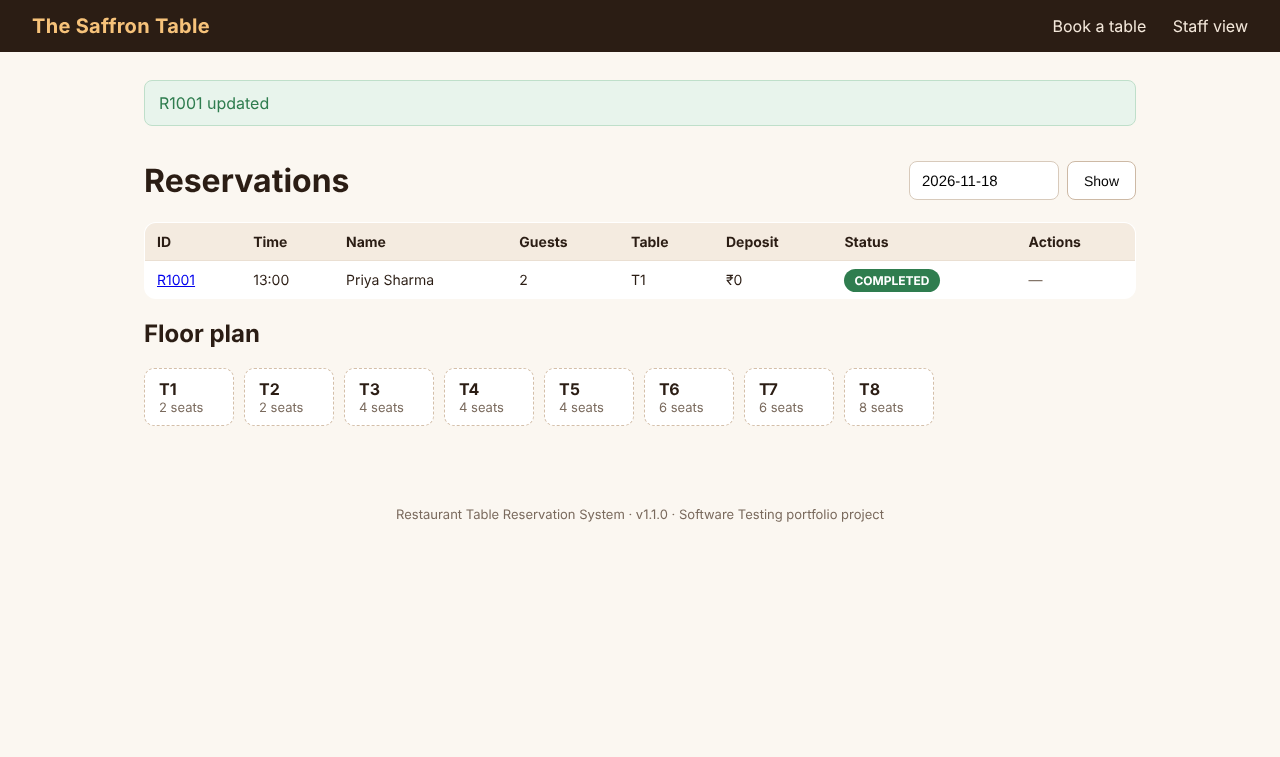 The Saffron Table
Book a table Staff view
R1001 updated
Reservations
2026-11-18 Show
ID Time Name Guests Table Deposit Status Actions
R1001 13:00 Priya Sharma 2 T1 ₹0 COMPLETED —
Floor plan
T1 T2 T3 T4 T5 T6 T7 T8
2 seats 2 seats 4 seats 4 seats 4 seats 6 seats 6 seats 8 seats
Restaurant Table Reservation System · v1.1.0 · Software Testing portfolio project